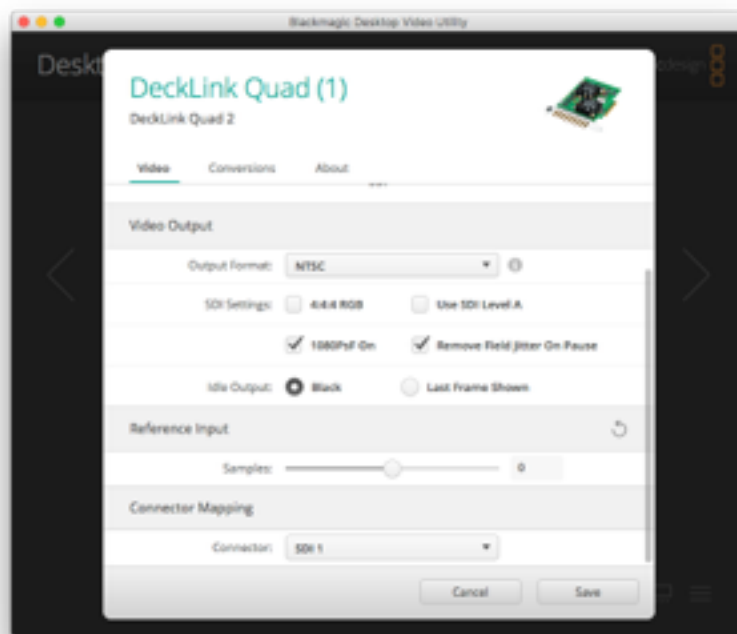 Blackmagic Desktop Video Utility
DeckLink Quad (1)
DeckLink Quad 2
Video Conversions About
Video Output
Output Format: NTSC
SDI Settings: 4:4:4 RGB Use SDI Level A
1080PsF On Remove Field Jitter On Pause
Idle Output: Black Last Frame Shown
Reference Input
Samples: 0
Connector Mapping
Connector: SDI 1
Cancel Save